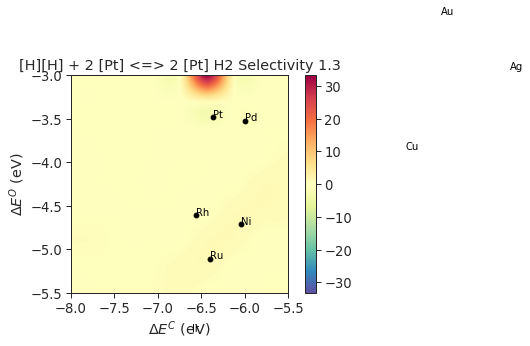 Au
Ag
[H][H] + 2 [Pt] <=> 2 [Pt] H2 Selectivity 1.3
−3.0
−3.5
−4.0
−4.5
−5.0
−5.5
ΔE^O (eV)
Pt
Pd
Rh
Ni
Ru
Cu
30
20
10
0
−10
−20
−30
−8.0 −7.5 −7.0 −6.5 −6.0 −5.5
ΔE^C (eV)
Ir